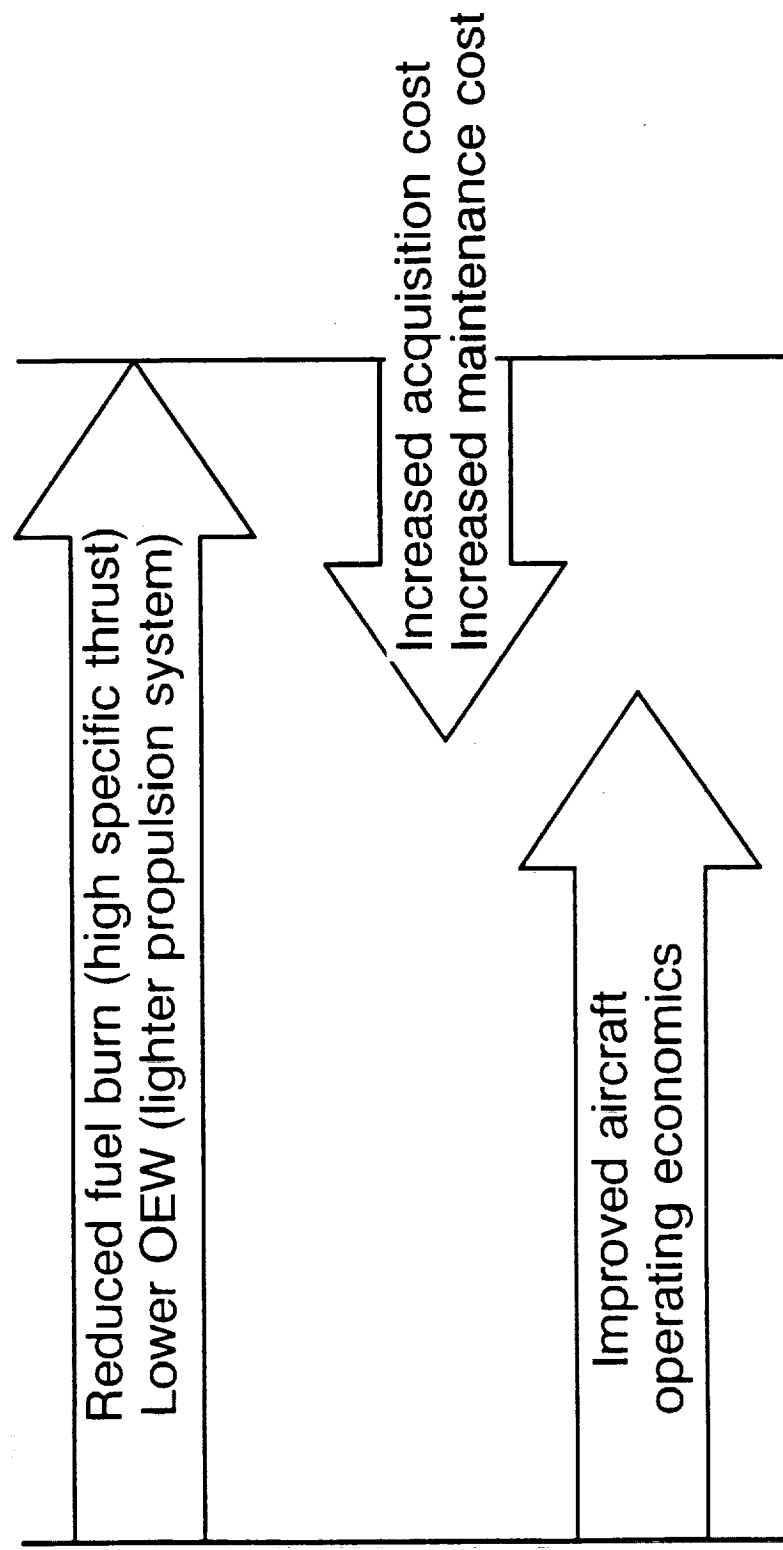 Reduced fuel burn (high specific thrust)
Lower OEW (lighter propulsion system)
Increased acquisition cost
Increased maintenance cost
Improved aircraft
operating economics